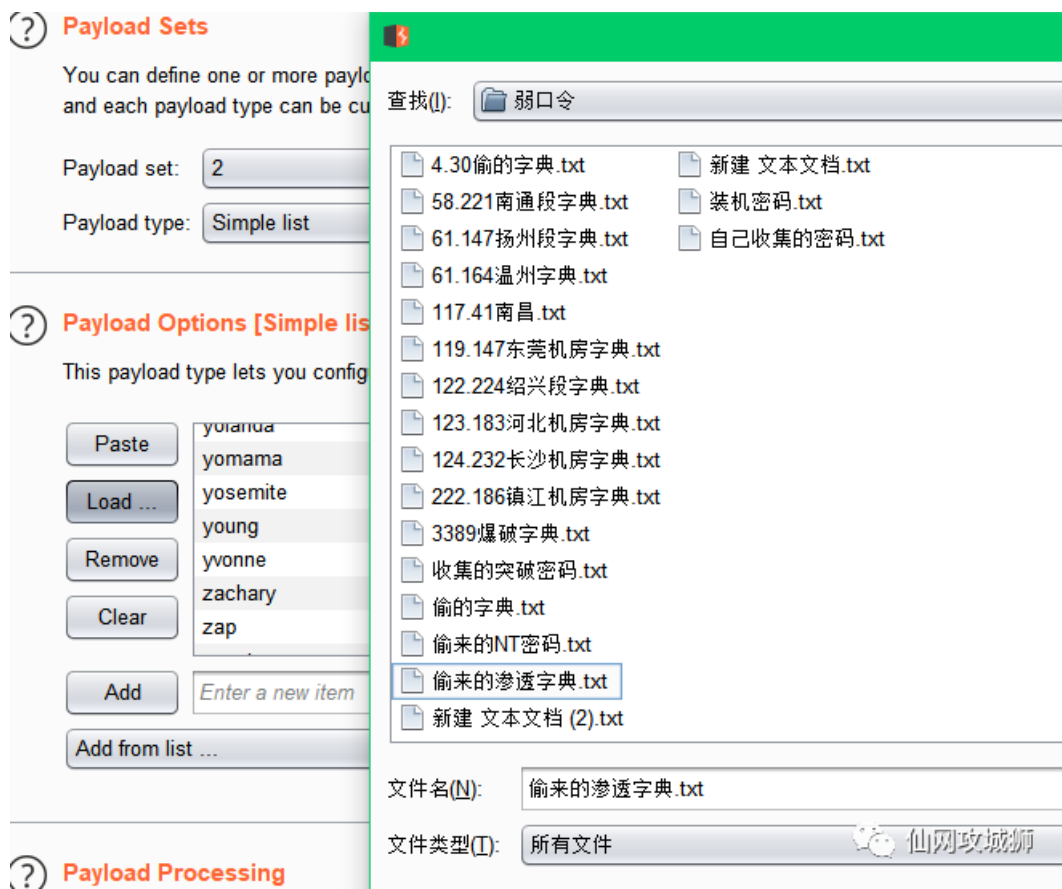 Payload Sets
You can define one or more
and each payload type can be
Payload set: 2
Payload type: Simple list
Payload Options [Simple
This payload type lets you
Paste
Load ...
Remove
Clear
Add
yolanda
yomama
yosemite
young
yvonne
zachary
zap
Enter a new item
Add from list ...
Payload Processing
查找(I): 弱口令
4.30偷的字典.txt
58.221南通段字典.txt
61.147扬州段字典.txt
61.164温州字典.txt
117.41南昌.txt
119.147东莞机房字典.txt
122.224绍兴段字典.txt
123.183河北机房字典.txt
124.232长沙机房字典.txt
222.186镇江机房字典.txt
3389爆破字典.txt
收集的突破密码.txt
偷的字典.txt
偷来的NT密码.txt
偷来的渗透字典.txt
新建 文本文档 (2).txt
新建 文本文档.txt
装机密码.txt
自己收集的密码.txt
文件名(N): 偷来的渗透字典.txt
文件类型(T): 所有文件
仙网攻城狮